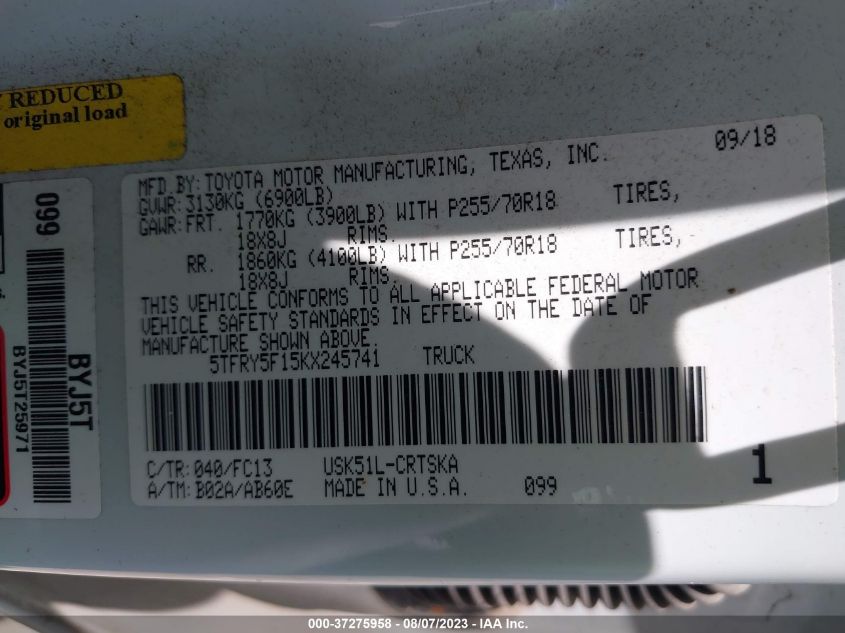 Y REDUCED
original load
099
BYJ5T
BYJ5T25971
MFD.BY:TOYOTA MOTOR MANUFACTURING, TEXAS, INC. 09/18
GVWR:3130KG (6900LB)
GAWR:FRT. 1770KG (3900LB) WITH P255/70R18 TIRES,
18X8J RIMS.
RR. 1860KG (4100LB) WITH P255/70R18 TIRES,
18X8J RIMS.
THIS VEHICLE CONFORMS TO ALL APPLICABLE FEDERAL MOTOR
VEHICLE SAFETY STANDARDS IN EFFECT ON THE DATE OF
MANUFACTURE SHOWN ABOVE.
5TFRY5F15KX245741 TRUCK
C/TR:040/FC13 USK51L-CRTSKA
A/TM:B02A/AB60E MADE IN U.S.A. 099 1
000-37275958 - 08/07/2023 - IAA Inc.